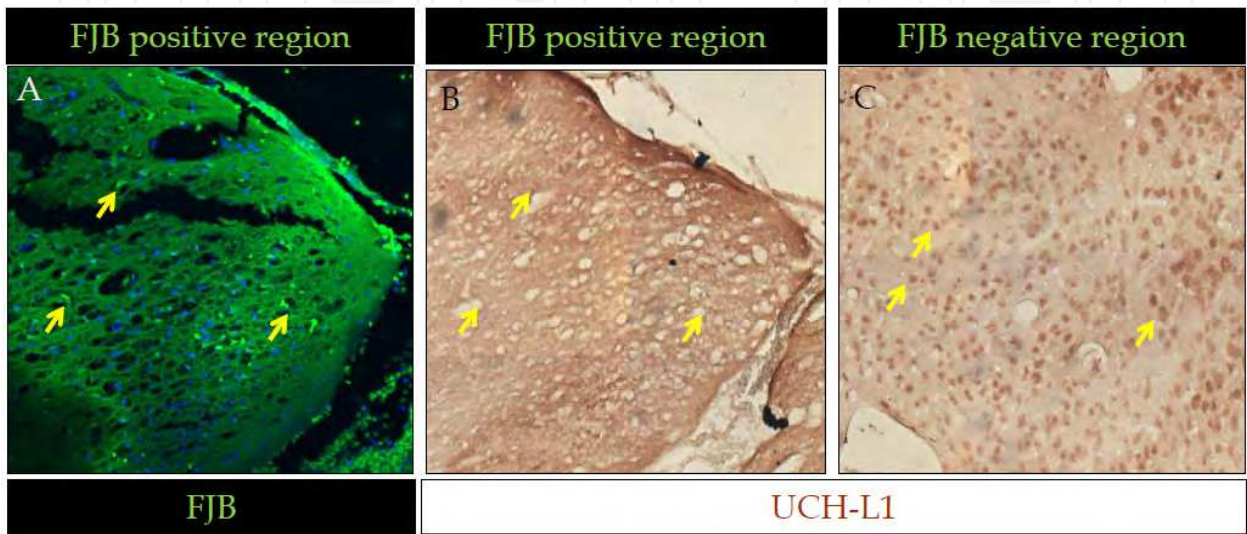 FJB positive region
FJB positive region
FJB negative region
A
B
C
FJB
UCH-L1